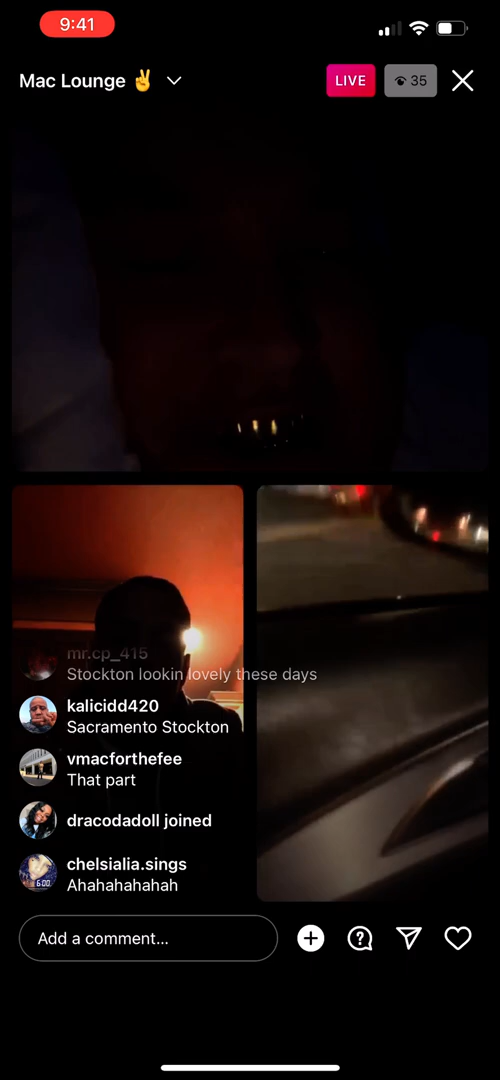 9:41
Mac Lounge ✌️
LIVE
35
mr.cp_415
Stockton lookin lovely these days
kalicidd420
Sacramento Stockton
vmacforthefee
That part
dracodadoll joined
chelsialia.sings
Ahahahahahah
Add a comment...